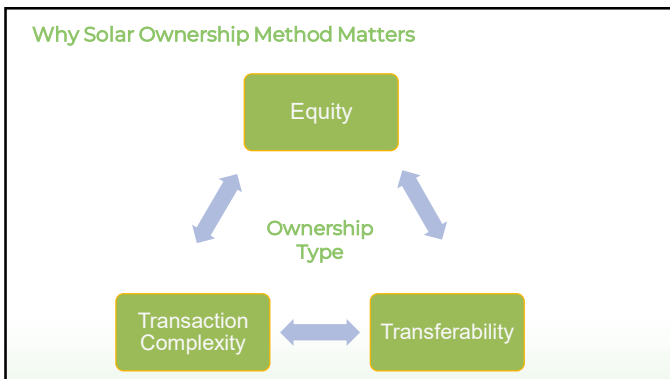 Why Solar Ownership Method Matters
Equity
Ownership
Type
Transaction
Complexity
Transferability